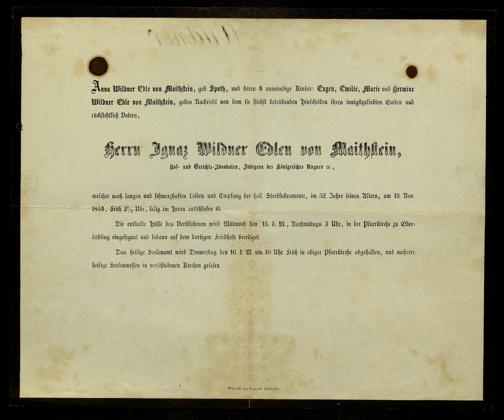 Anna Wildner Edle von Maithstein, geb. Spoth, und deren 4 unmündige Kinder: Eugen, Emilie, Marie und Hermine
Wildner Edle von Maithstein, geben Nachricht von dem sie höchst betrübenden Hinscheiden ihres innigstgeliebten Gatten und
rücksichtlich Vaters,
Herrn Ignaz Wildner Edlen von Maithstein,
Hof- und Gerichts-Advokaten, Indigena des Königreiches Ungarn ꝛc.,
welcher nach langen und schmerzhaften Leiden und Empfang der heil. Sterbsakramente, im 52. Jahre seines Alters, am 13. Nov.
1854, Früh 2½ Uhr, selig im Herrn entschlafen ist.
Die entseelte Hülle des Verblichenen wird Mittwoch den 15. d. M., Nachmittags 3 Uhr, in der Pfarrkirche zu Ober-
döbling eingesegnet und sodann auf dem dortigen Friedhofe beerdiget.
Das heilige Seelenamt wird Donnerstag den 16. d. M. um 10 Uhr Früh in obiger Pfarrkirche abgehalten, und mehrere
heilige Seelenmessen in verschiedenen Kirchen gelesen.